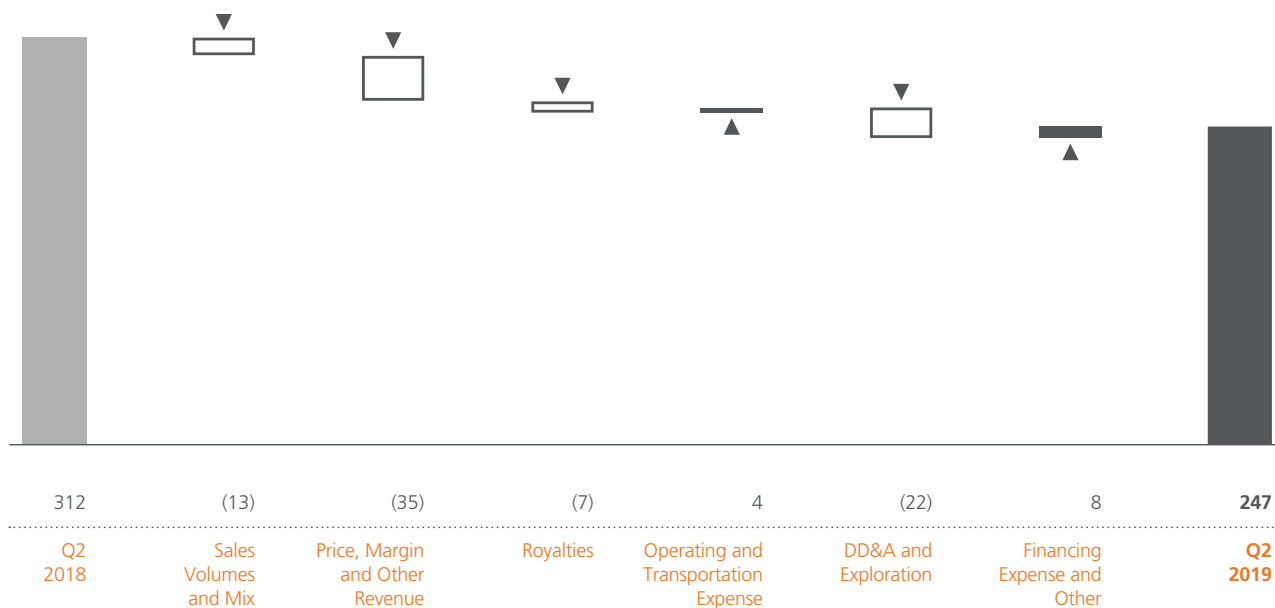 312 (13) (35) (7) 4 (22) 8 247
Q2 Sales Price, Margin Royalties Operating and DD&A and Financing Q2
2018 Volumes and Other Transportation Exploration Expense and 2019
and Mix Revenue Expense Other